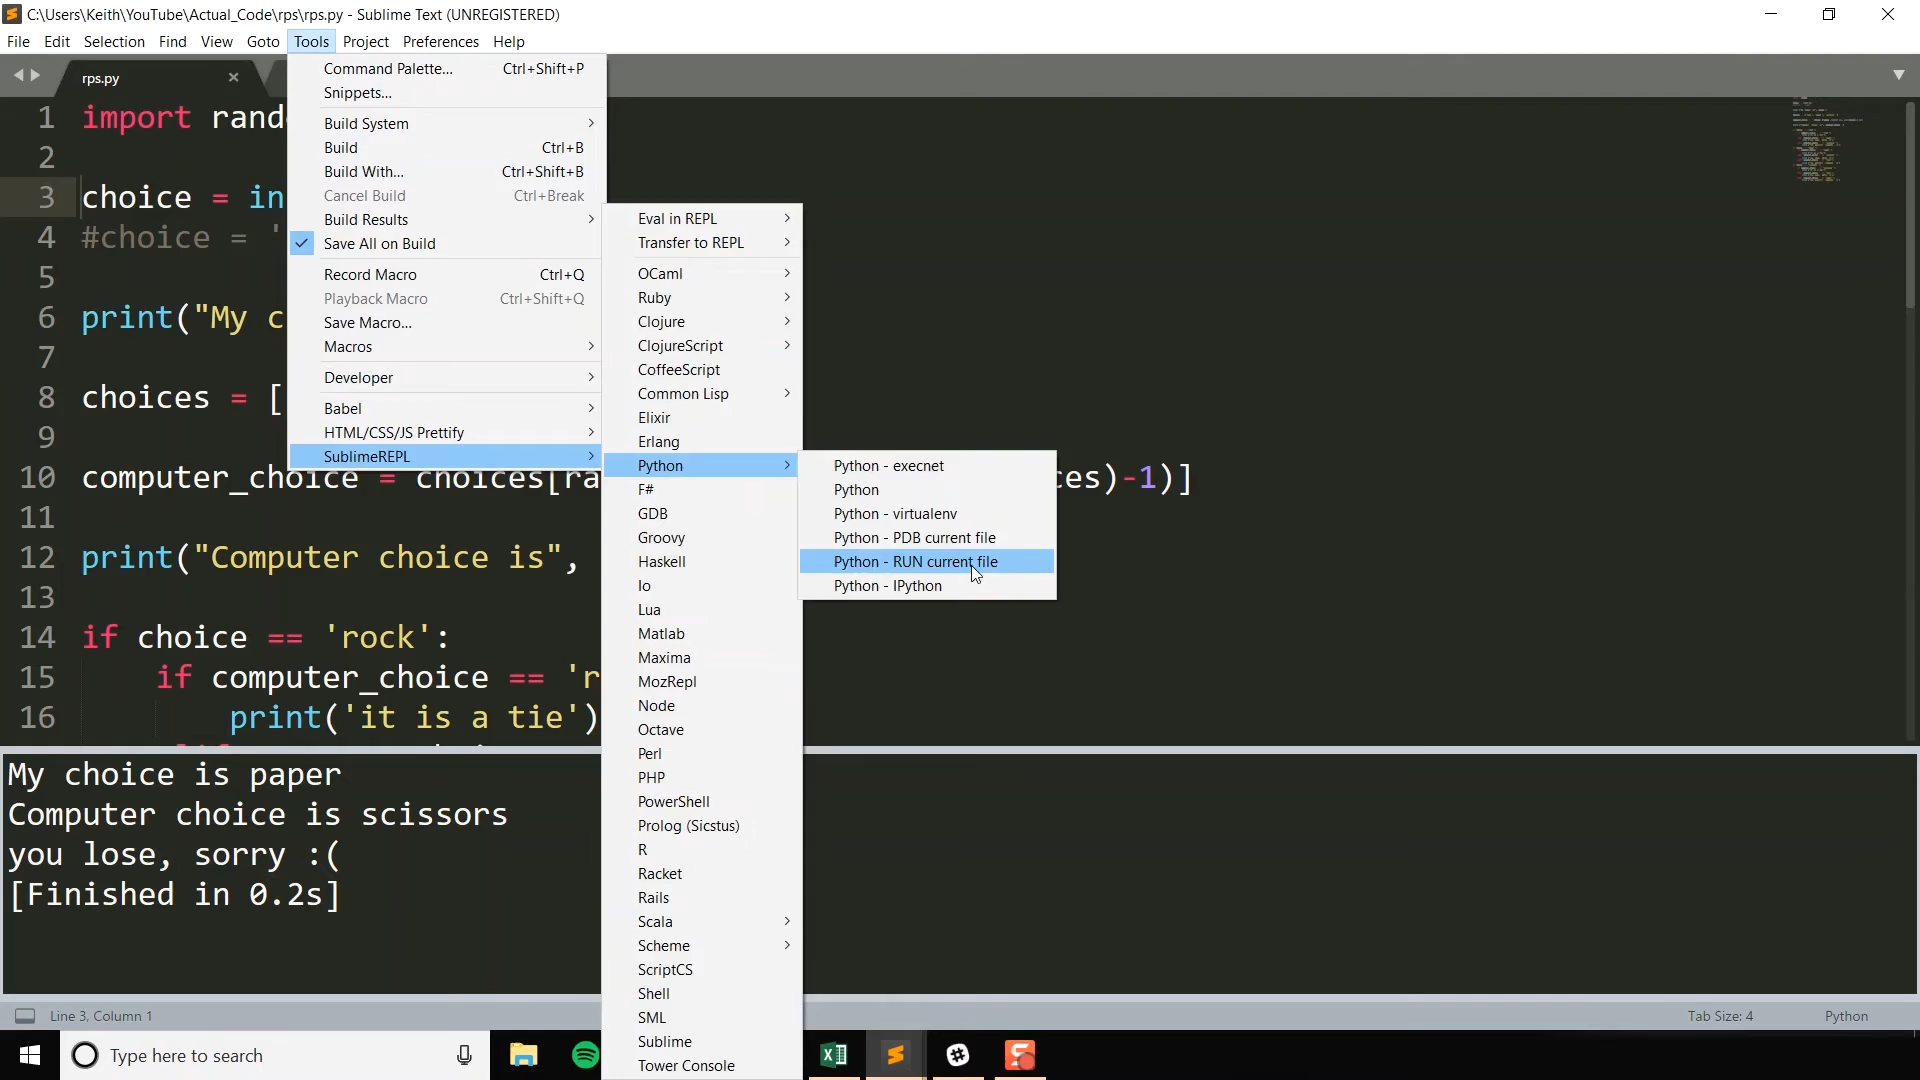 C:\Users\Keith\YouTube\Actual_Code\rps\rps.py - Sublime Text (UNREGISTERED)
File Edit Selection Find View Goto Tools Project Preferences Help
rps.py
1 import rand
2
3 choice = in
4 #choice = '
5
6 print("My c
7
8 choices = [
9
10 computer_choice = choices[ra ces)-1)]
11
12 print("Computer choice is",
13
14 if choice == 'rock':
15 if computer_choice == 'r
16 print('it is a tie')
Command Palette... Ctrl+Shift+P
Snippets...
Build System
Build Ctrl+B
Build With... Ctrl+Shift+B
Cancel Build Ctrl+Break
Build Results
Save All on Build
Record Macro Ctrl+Q
Playback Macro Ctrl+Shift+Q
Save Macro...
Macros
Developer
Babel
HTML/CSS/JS Prettify
SublimeREPL
Eval in REPL
Transfer to REPL
OCaml
Ruby
Clojure
ClojureScript
CoffeeScript
Common Lisp
Elixir
Erlang
Python
F#
GDB
Groovy
Haskell
Io
Lua
Matlab
Maxima
MozRepl
Node
Octave
Perl
PHP
PowerShell
Prolog (Sicstus)
R
Racket
Rails
Scala
Scheme
ScriptCS
Shell
SML
Sublime
Tower Console
Python - execnet
Python
Python - virtualenv
Python - PDB current file
Python - RUN current file
Python - IPython
My choice is paper
Computer choice is scissors
you lose, sorry :(
[Finished in 0.2s]
Line 3, Column 1 Tab Size: 4 Python
Type here to search